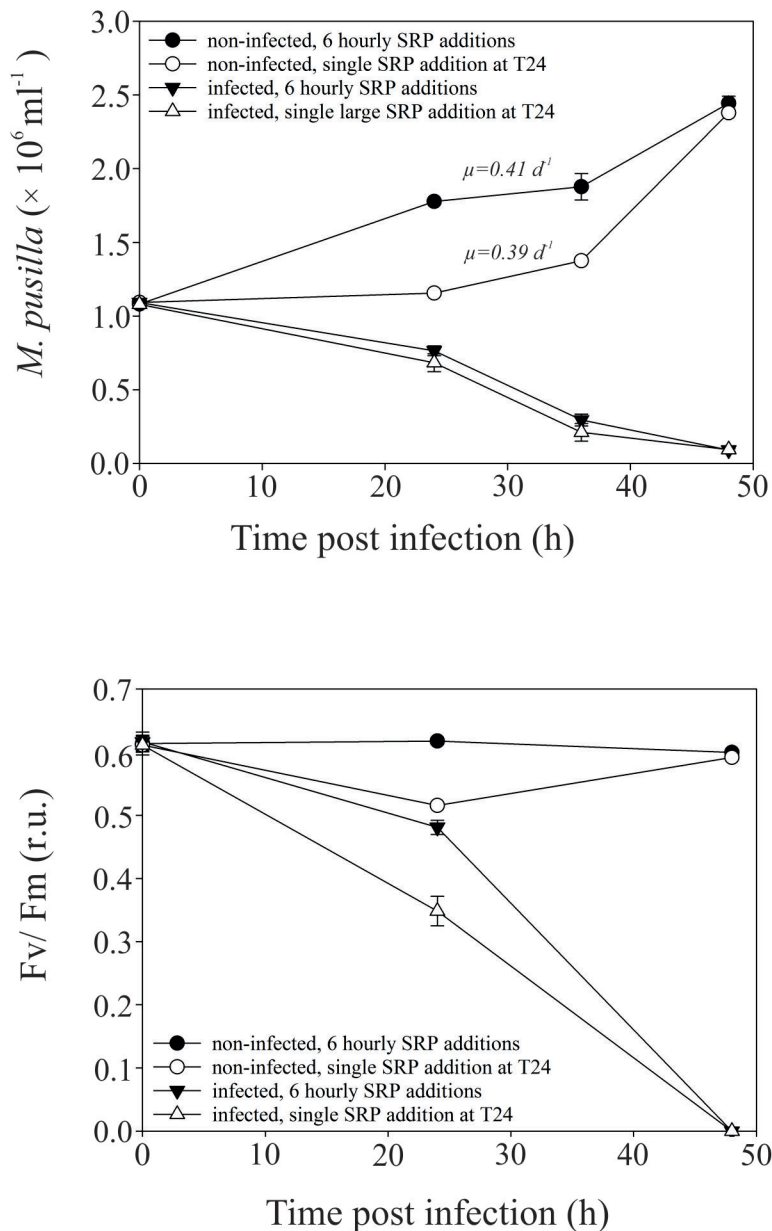 3.0
non-infected, 6 hourly SRP additions
non-infected, single SRP addition at T24
infected, 6 hourly SRP additions
infected, single large SRP addition at T24
2.5
2.0
1.5
1.0
0.5
0.0
M. pusilla (× 10⁶ ml⁻¹)
μ=0.41 d⁻¹
μ=0.39 d⁻¹
0 10 20 30 40 50
Time post infection (h)
0.7
0.6
0.5
0.4
0.3
0.2
0.1
0.0
Fv/ Fm (r.u.)
non-infected, 6 hourly SRP additions
non-infected, single SRP addition at T24
infected, 6 hourly SRP additions
infected, single SRP addition at T24
0 10 20 30 40 50
Time post infection (h)